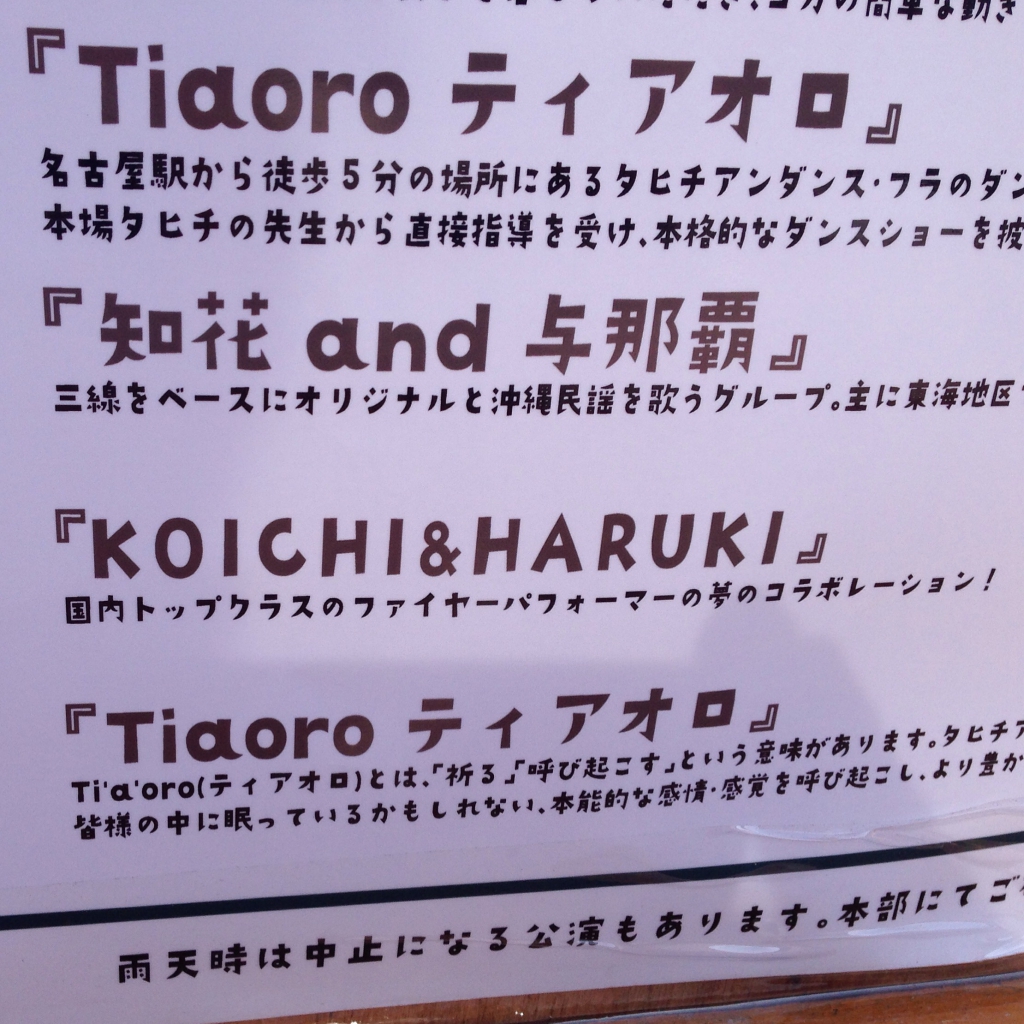 簡単な動き
『Tiaoro ティアオロ』
名古屋駅から徒歩5分の場所にあるタヒチアンダンス・フラのダン
本場タヒチの先生から直接指導を受け、本格的なダンスショーを披
『知花 and 与那覇』
三線をベースにオリジナルと沖縄民謡を歌うグループ。主に東海地区
『KOICHI&HARUKI』
国内トップクラスのファイヤーパフォーマーの夢のコラボレーション!
『Tiaoro ティアオロ』
Ti'a'oro(ティアオロ)とは、「祈る」「呼び起こす」という意味があります。タヒチア
皆様の中に眠っているかもしれない、本能的な感情・感覚を呼び起こし、より豊か
雨天時は中止になる公演もあります。本部にてご